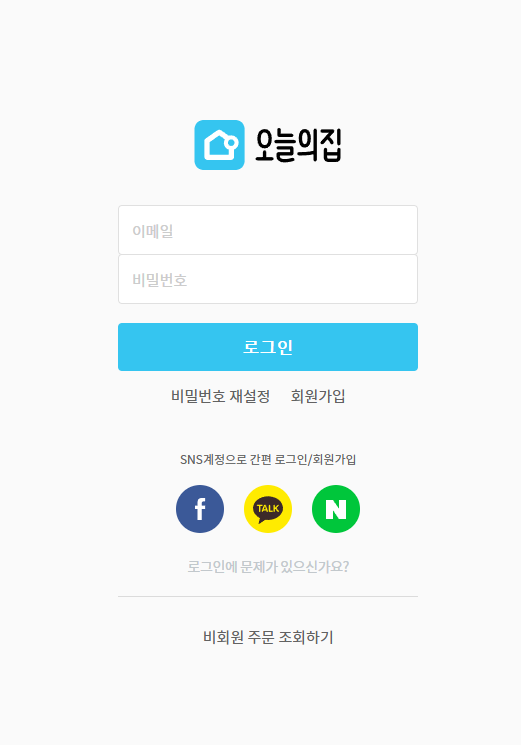 오늘의집
이메일
비밀번호
로그인
비밀번호 재설정 회원가입
SNS계정으로 간편 로그인/회원가입
f TALK N
로그인에 문제가 있으신가요?
비회원 주문 조회하기